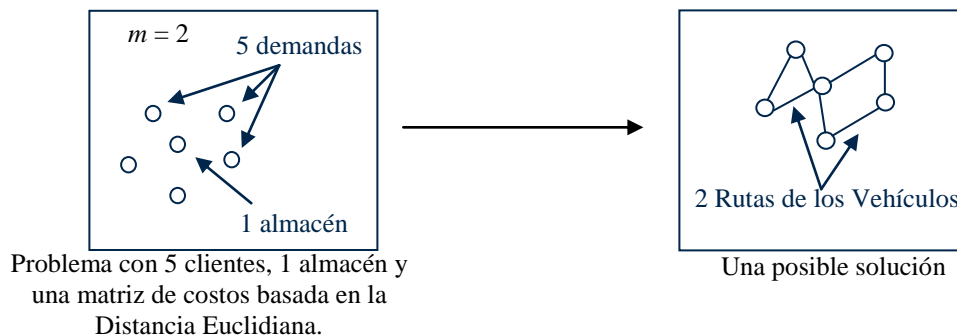 m = 2
5 demandas
1 almacén
Problema con 5 clientes, 1 almacén y
una matriz de costos basada en la
Distancia Euclidiana.
2 Rutas de los Vehículos
Una posible solución